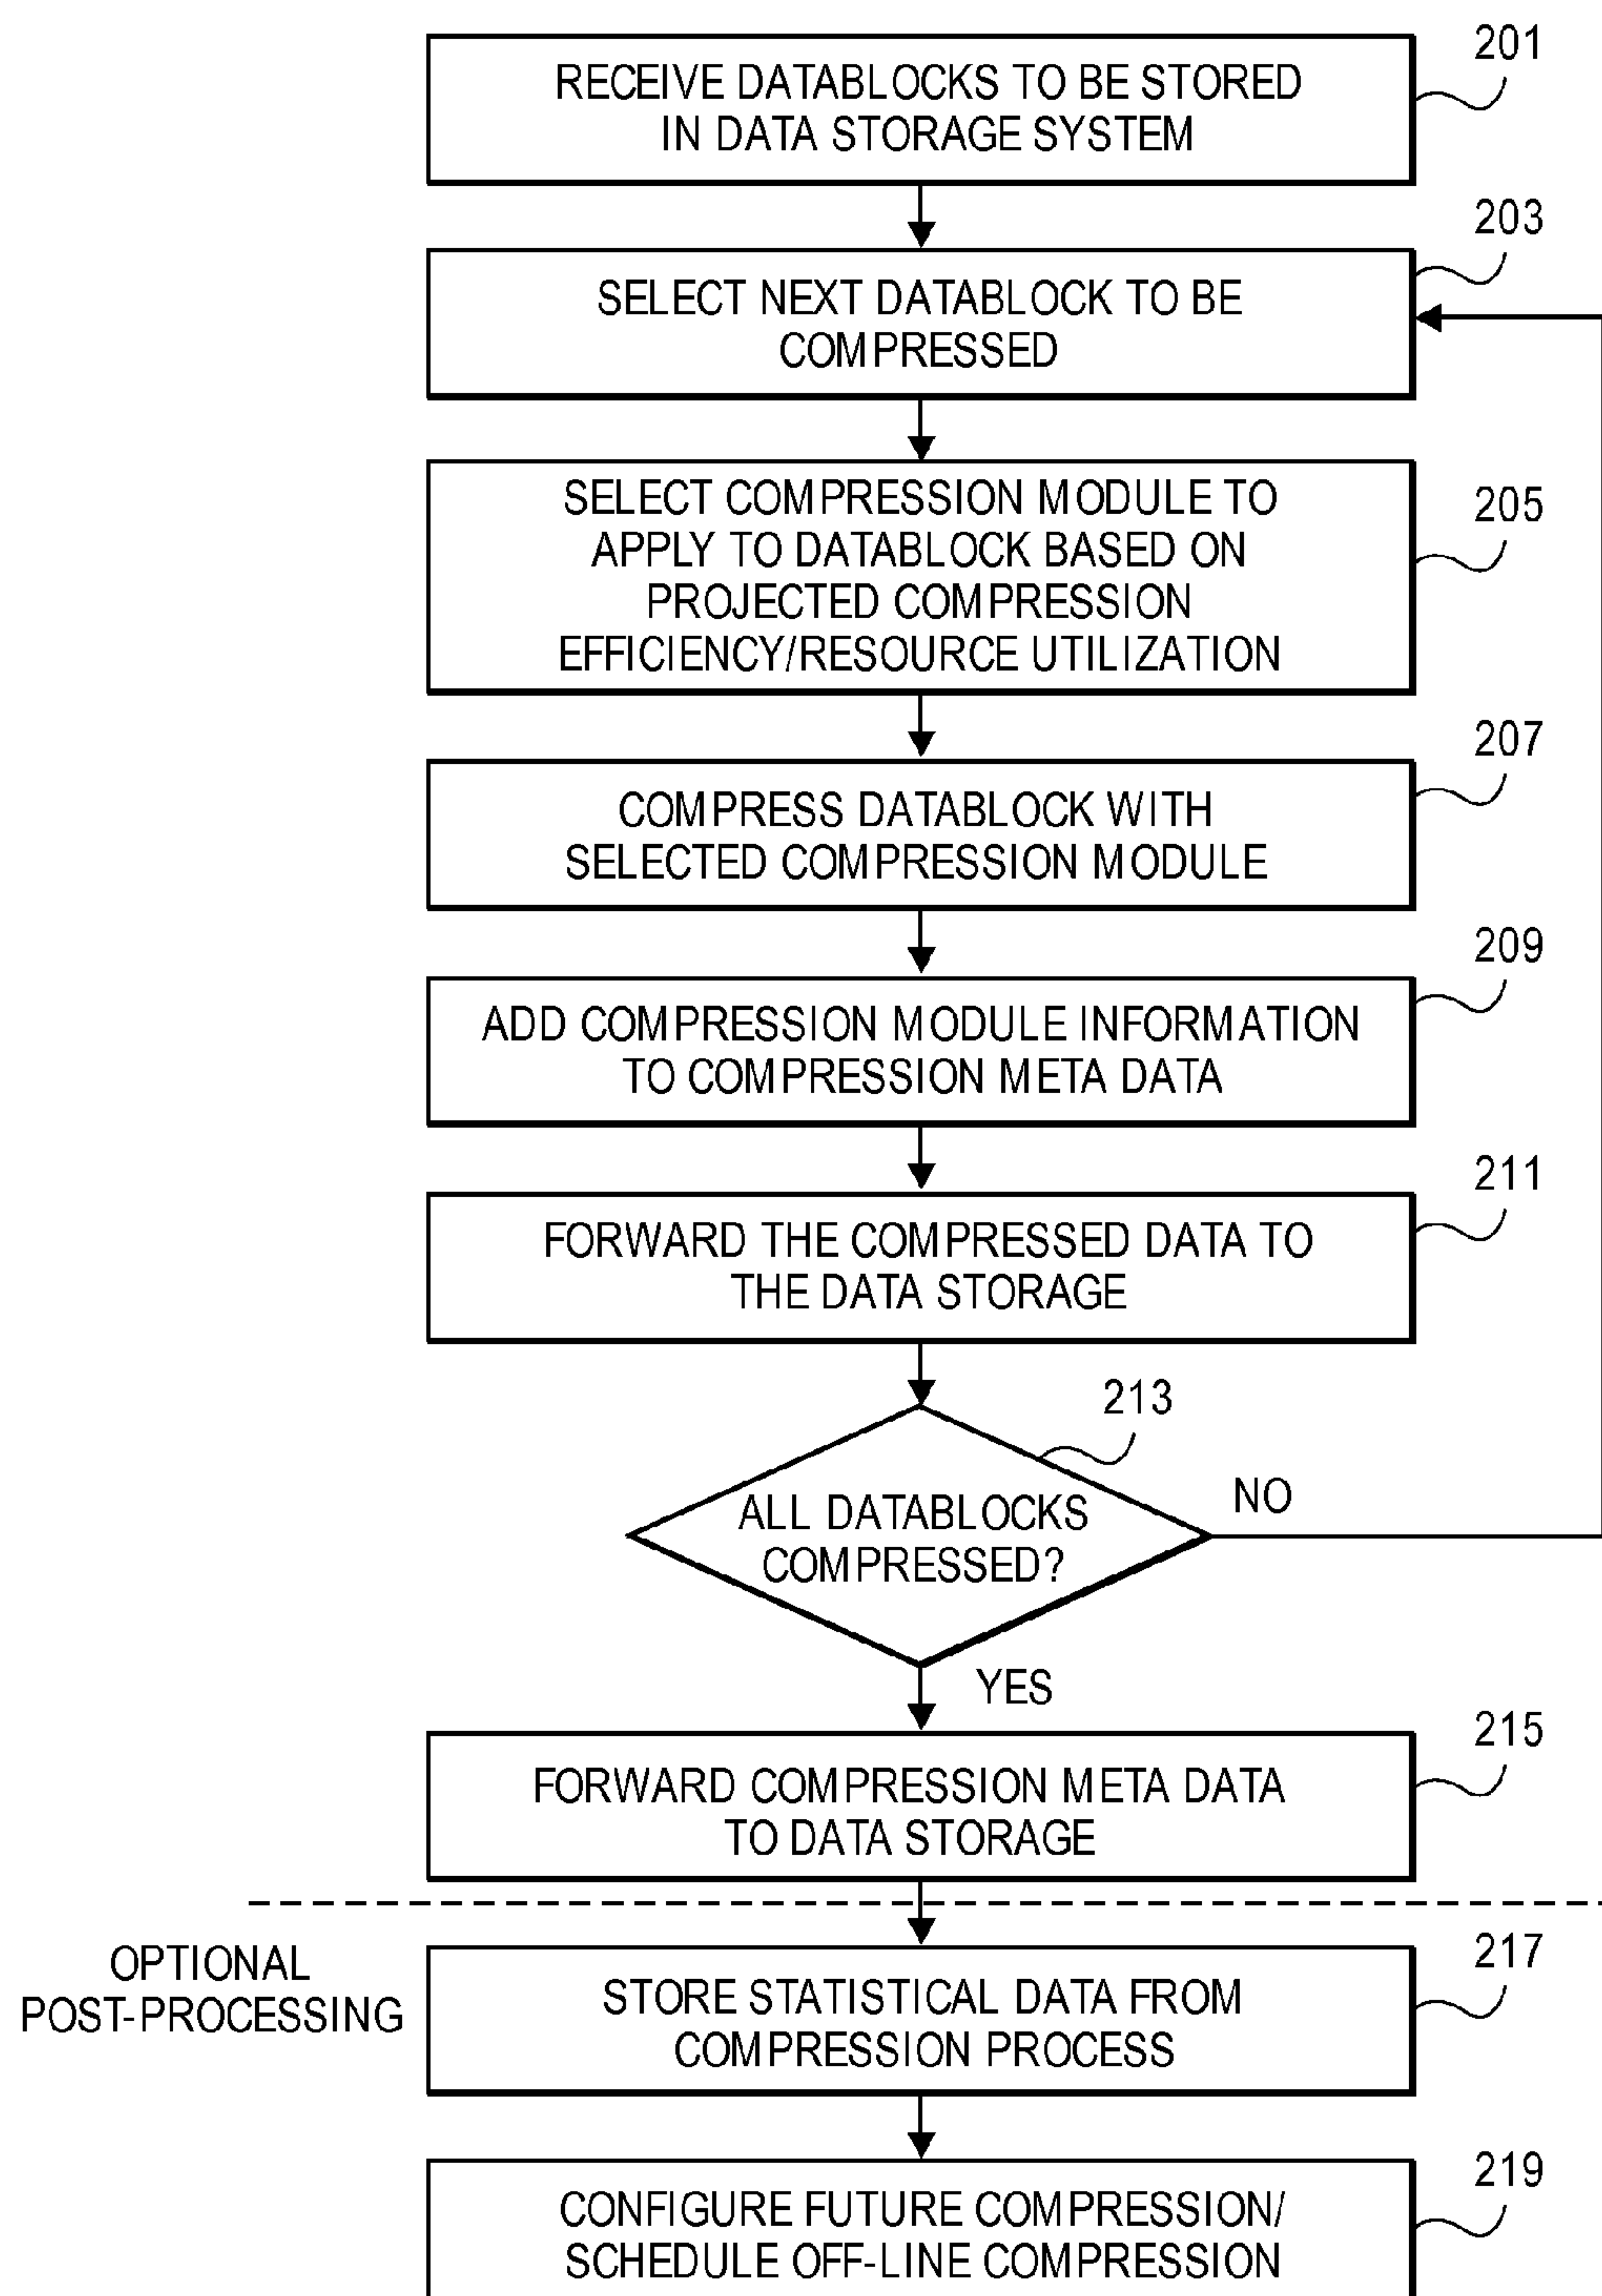 201
RECEIVE DATABLOCKS TO BE STORED
IN DATA STORAGE SYSTEM
203
SELECT NEXT DATABLOCK TO BE
COMPRESSED
205
SELECT COMPRESSION MODULE TO
APPLY TO DATABLOCK BASED ON
PROJECTED COMPRESSION
EFFICIENCY/RESOURCE UTILIZATION
207
COMPRESS DATABLOCK WITH
SELECTED COMPRESSION MODULE
209
ADD COMPRESSION MODULE INFORMATION
TO COMPRESSION META DATA
211
FORWARD THE COMPRESSED DATA TO
THE DATA STORAGE
213
ALL DATABLOCKS
COMPRESSED?
NO
YES
215
FORWARD COMPRESSION META DATA
TO DATA STORAGE
OPTIONAL
POST-PROCESSING
217
STORE STATISTICAL DATA FROM
COMPRESSION PROCESS
219
CONFIGURE FUTURE COMPRESSION/
SCHEDULE OFF-LINE COMPRESSION